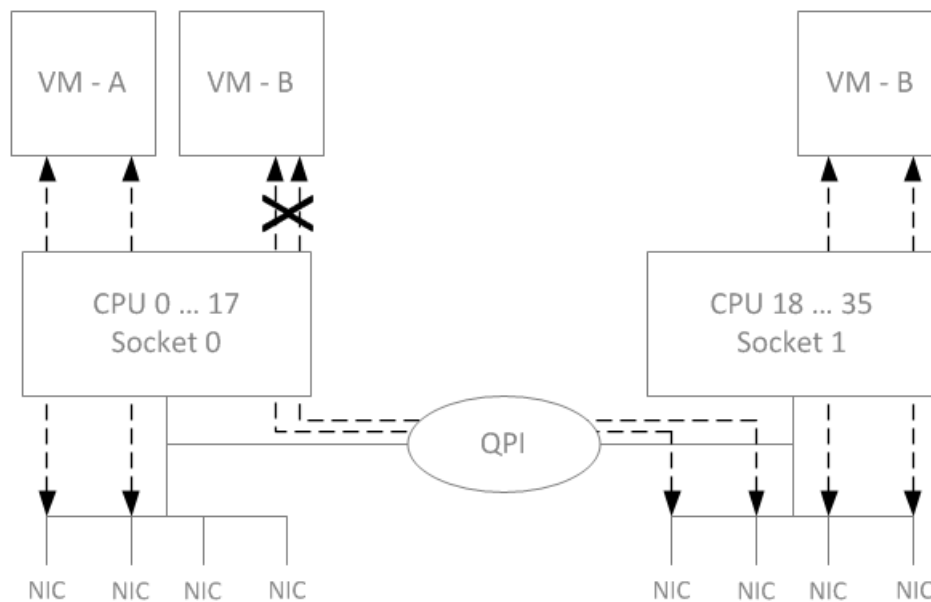 VM - A
VM - B
VM - B
CPU 0 ... 17
Socket 0
CPU 18 ... 35
Socket 1
QPI
NIC
NIC
NIC
NIC
NIC
NIC
NIC
NIC